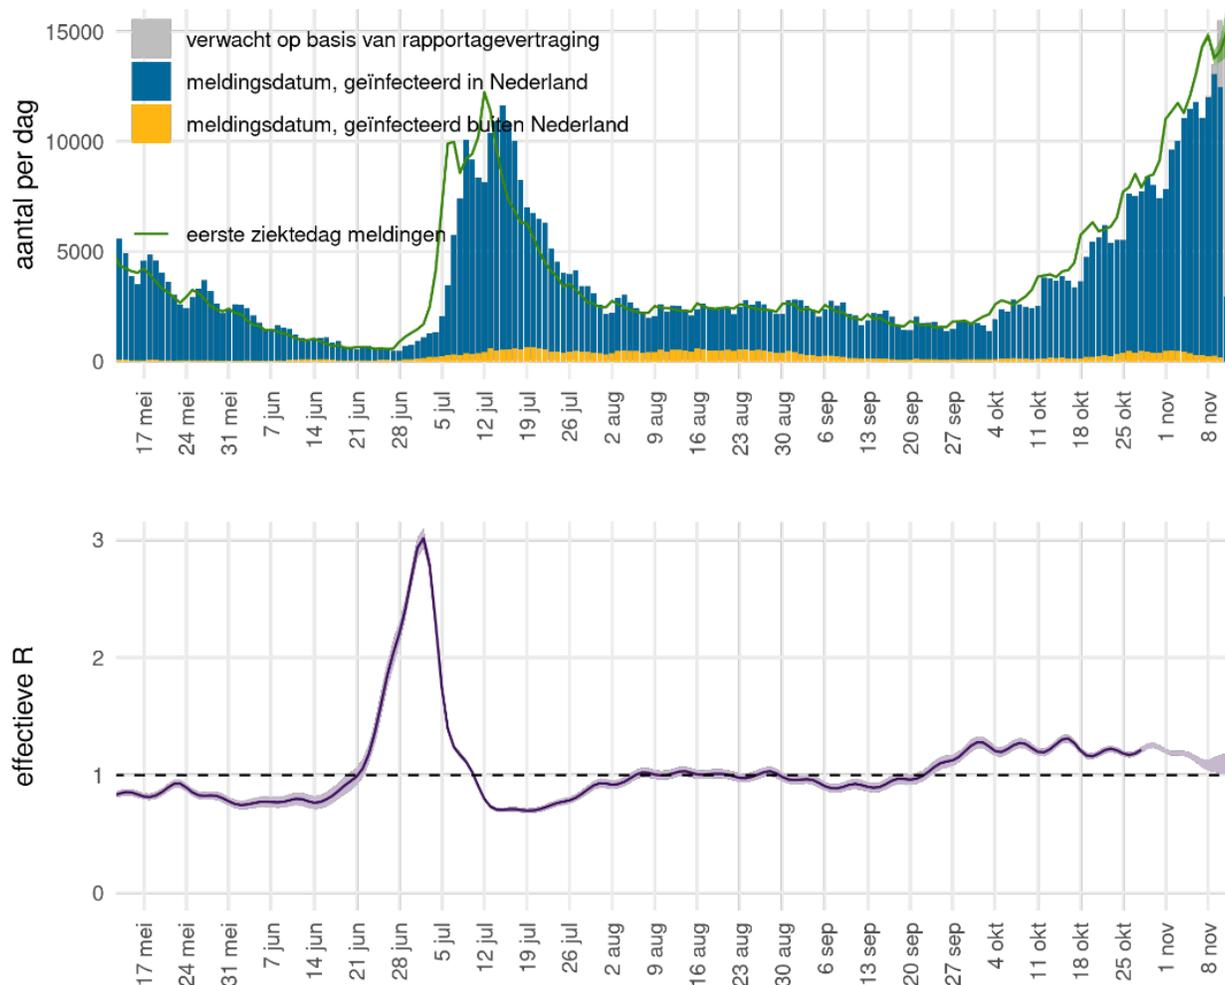 15000
10000
5000
0
aantal per dag
verwacht op basis van rapportagevertraging
meldingsdatum, geïnfecteerd in Nederland
meldingsdatum, geïnfecteerd buiten Nederland
eerste ziektedag meldingen
17 mei
24 mei
31 mei
7 jun
14 jun
21 jun
28 jun
5 jul
12 jul
19 jul
26 jul
2 aug
9 aug
16 aug
23 aug
30 aug
6 sep
13 sep
20 sep
27 sep
4 okt
11 okt
18 okt
25 okt
1 nov
8 nov
3
2
1
0
effectieve R
17 mei
24 mei
31 mei
7 jun
14 jun
21 jun
28 jun
5 jul
12 jul
19 jul
26 jul
2 aug
9 aug
16 aug
23 aug
30 aug
6 sep
13 sep
20 sep
27 sep
4 okt
11 okt
18 okt
25 okt
1 nov
8 nov